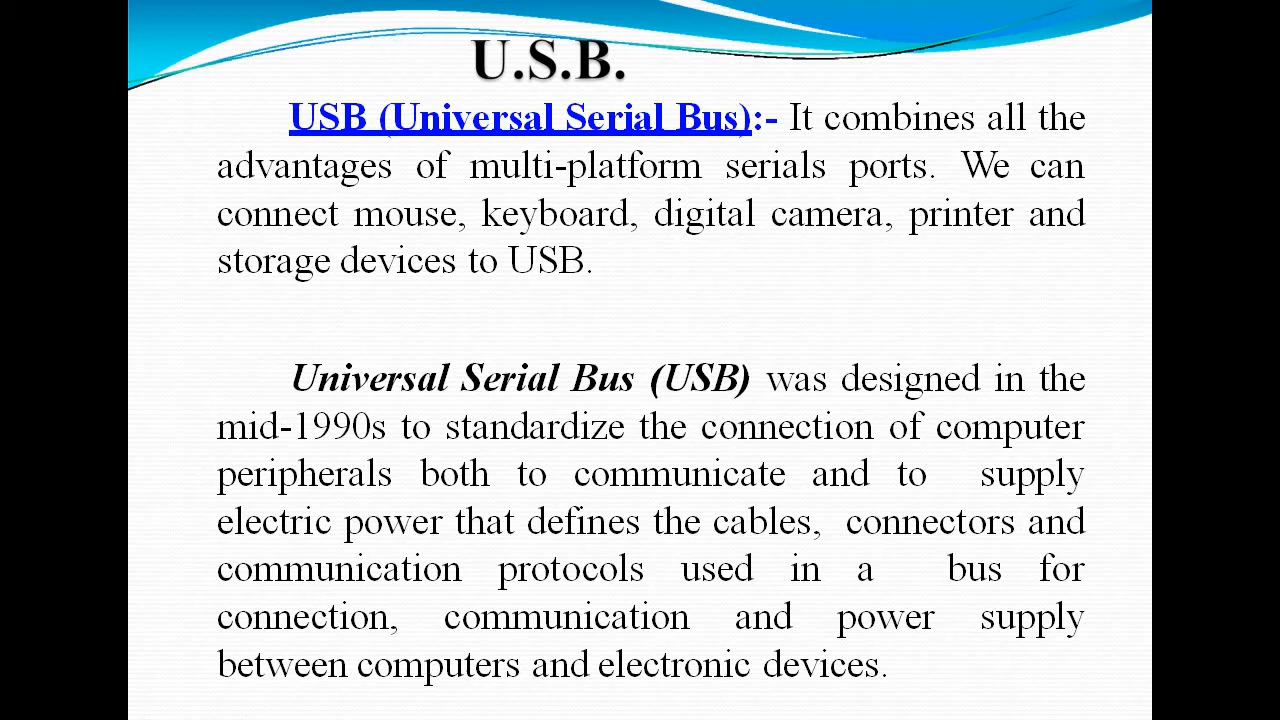 U.S.B.
USB (Universal Serial Bus):- It combines all the
advantages of multi-platform serials ports. We can
connect mouse, keyboard, digital camera, printer and
storage devices to USB.
Universal Serial Bus (USB) was designed in the
mid-1990s to standardize the connection of computer
peripherals both to communicate and to supply
electric power that defines the cables, connectors and
communication protocols used in a bus for
connection, communication and power supply
between computers and electronic devices.